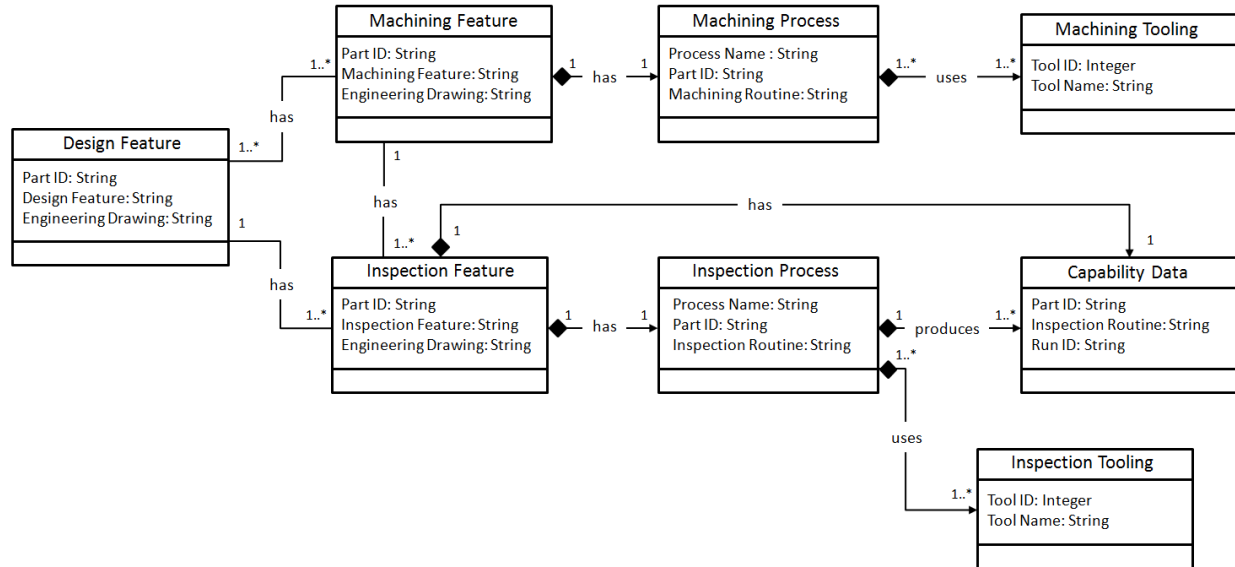 Machining Feature
Part ID: String
Machining Feature: String
Engineering Drawing: String
1
has
1
Machining Process
Process Name : String
Part ID: String
Machining Routine: String
1..*
uses
1..*
Machining Tooling
Tool ID: Integer
Tool Name: String
1..*
has
1..*
Design Feature
Part ID: String
Design Feature: String
Engineering Drawing: String
1
has
1..*
1
has
1..*
1
has
1
Inspection Feature
Part ID: String
Inspection Feature: String
Engineering Drawing: String
1
has
1
Inspection Process
Process Name: String
Part ID: String
Inspection Routine: String
1
produces
1..*
Capability Data
Part ID: String
Inspection Routine: String
Run ID: String
1..*
uses
1..*
Inspection Tooling
Tool ID: Integer
Tool Name: String